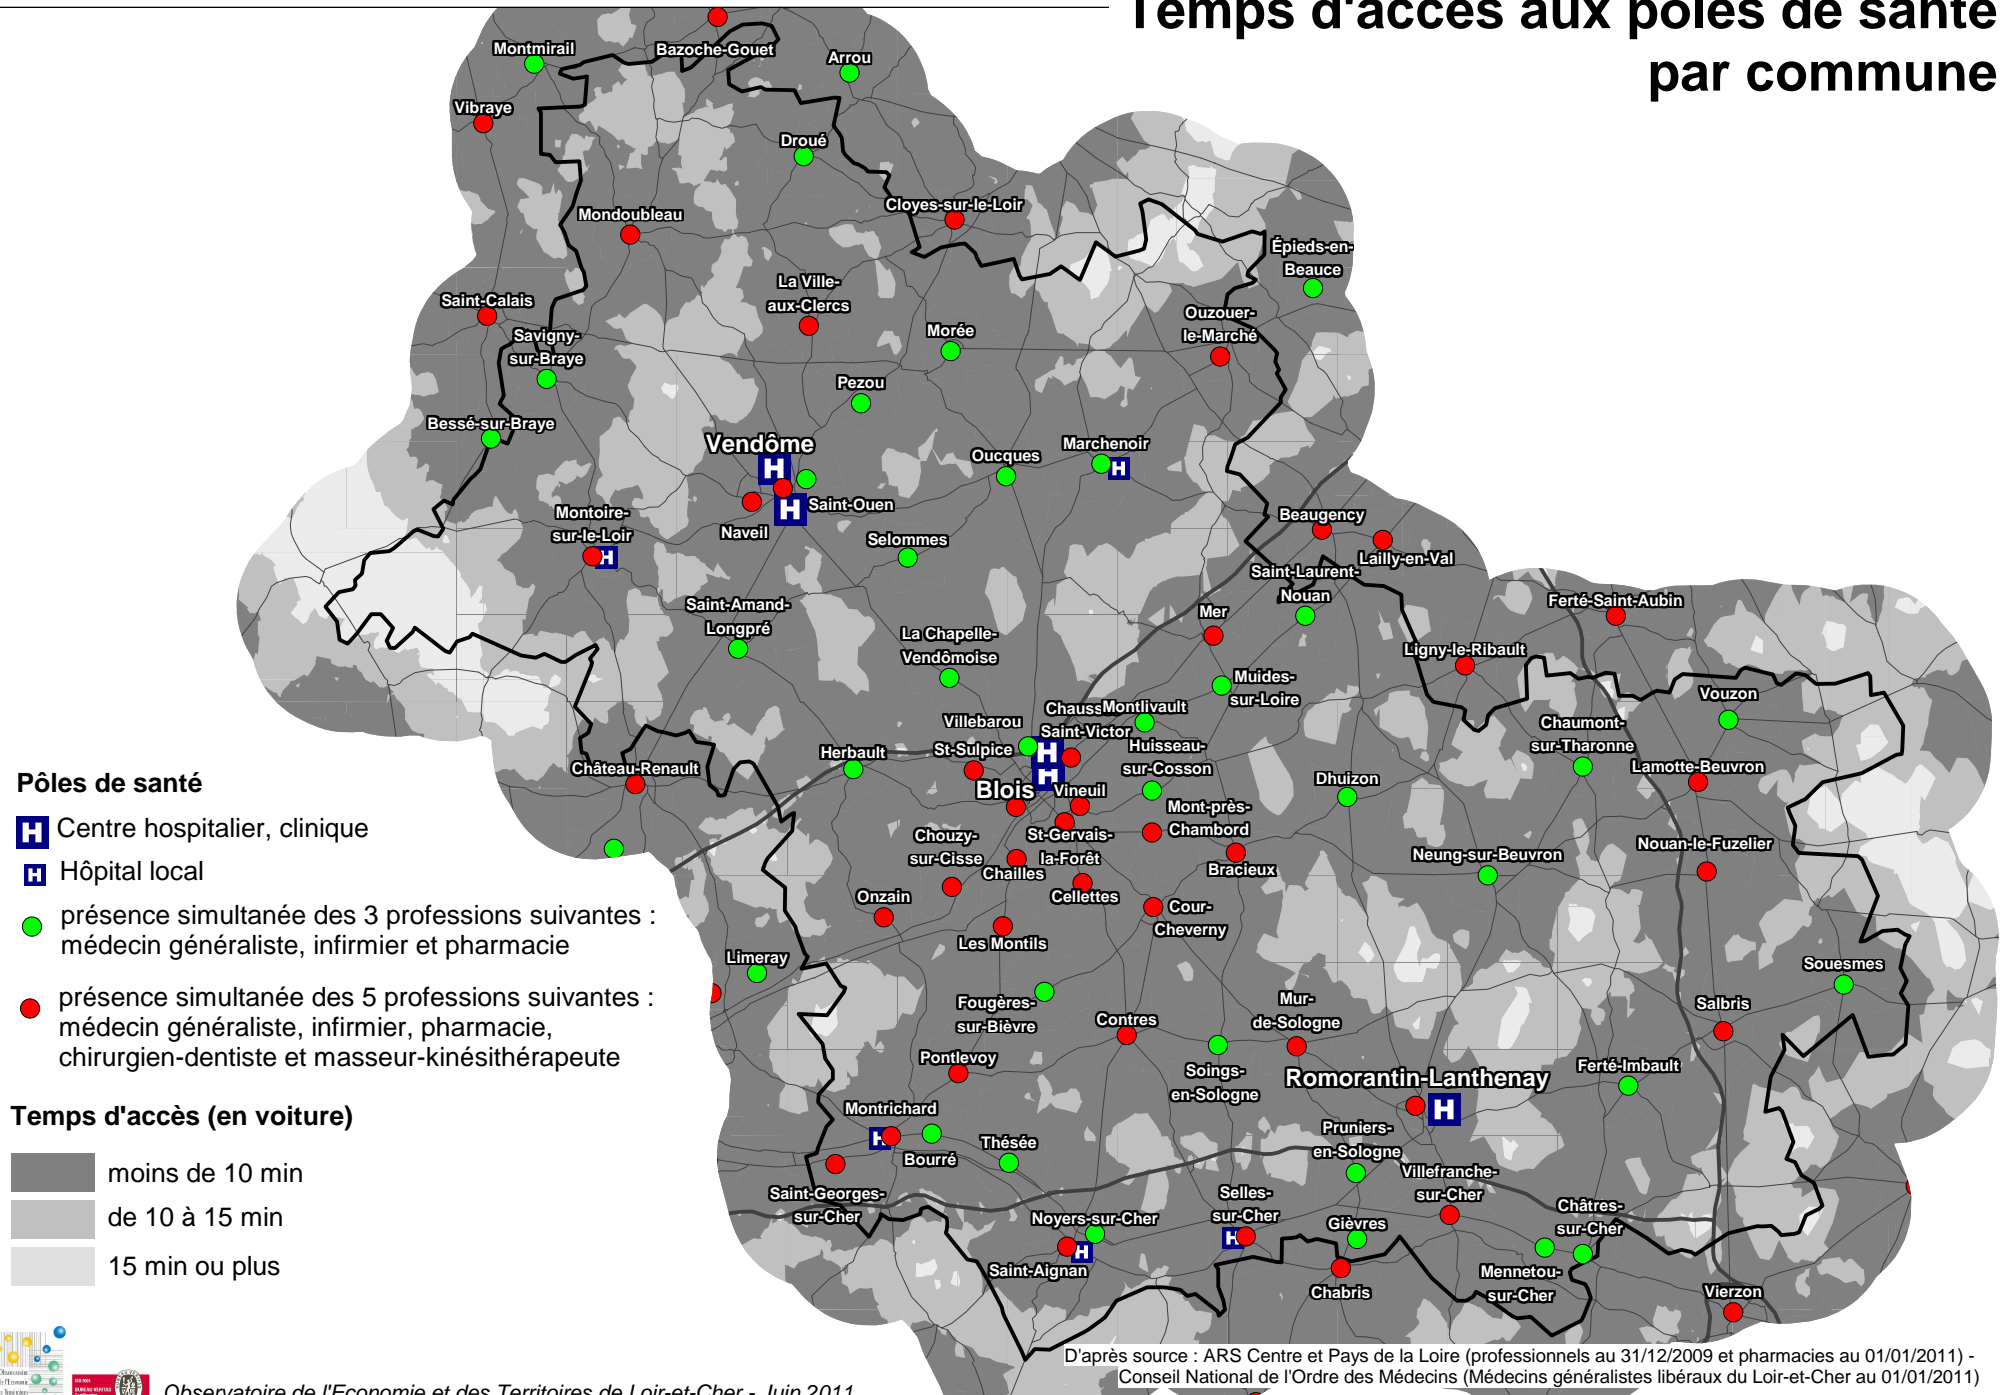 Temps d'accès aux pôles de santé
par commune
Montmirail
Bazoche-Gouet
Arrou
Vibraye
Droué
Mondoubleau
Cloyes-sur-le-Loir
Épieds-en-
Beauce
La Ville-
aux-Clercs
Saint-Calais
Savigny-
sur-Braye
Morée
Ouzouer-
le-Marché
Pezou
Bessé-sur-Braye
Vendôme
H
H
Saint-Ouen
Naveil
Oucques
Marchenoir
H
Montoire-
sur-le-Loir
H
Selommes
Beaugency
Lailly-en-Val
Saint-Laurent-
Nouan
Saint-Amand-
Longpré
La Chapelle-
Vendômoise
Mer
Ferté-Saint-Aubin
Ligny-le-Ribault
Muides-
sur-Loire
Vouzon
Chauss
Montlivault
Villebarou
Saint-Victor
St-Sulpice
H
H
Huisseau-
sur-Cosson
Chaumont-
sur-Tharonne
Herbault
Château-Renault
Lamotte-Beuvron
Dhuizon
Blois
Vineuil
Mont-près-
Chambord
Chouzy-
sur-Cisse
St-Gervais-
la-Forêt
Chailles
Bracieux
Neung-sur-Beuvron
Nouan-le-Fuzelier
Onzain
Cellettes
Cour-
Cheverny
Les Montils
Limeray
Souesmes
Fougères-
sur-Bièvre
Contres
Mur-
de-Sologne
Salbris
Pontlevoy
Soings-
en-Sologne
Romorantin-Lanthenay
H
Ferté-Imbault
Montrichard
H
Bourré
Thésée
Pruniers-
en-Sologne
Villefranche-
sur-Cher
Saint-Georges-
sur-Cher
Selles-
sur-Cher
H
Châtres-
sur-Cher
Noyers-sur-Cher
Gièvres
H
Saint-Aignan
Chabris
Mennetou-
sur-Cher
Vierzon
Pôles de santé
H Centre hospitalier, clinique
H Hôpital local
présence simultanée des 3 professions suivantes :
médecin généraliste, infirmier et pharmacie
présence simultanée des 5 professions suivantes :
médecin généraliste, infirmier, pharmacie,
chirurgien-dentiste et masseur-kinésithérapeute
Temps d'accès (en voiture)
moins de 10 min
de 10 à 15 min
15 min ou plus
D'après source : ARS Centre et Pays de la Loire (professionnels au 31/12/2009 et pharmacies au 01/01/2011) -
Conseil National de l'Ordre des Médecins (Médecins généralistes libéraux du Loir-et-Cher au 01/01/2011)
Observatoire de l'Economie et des Territoires de Loir-et-Cher - Juin 2011